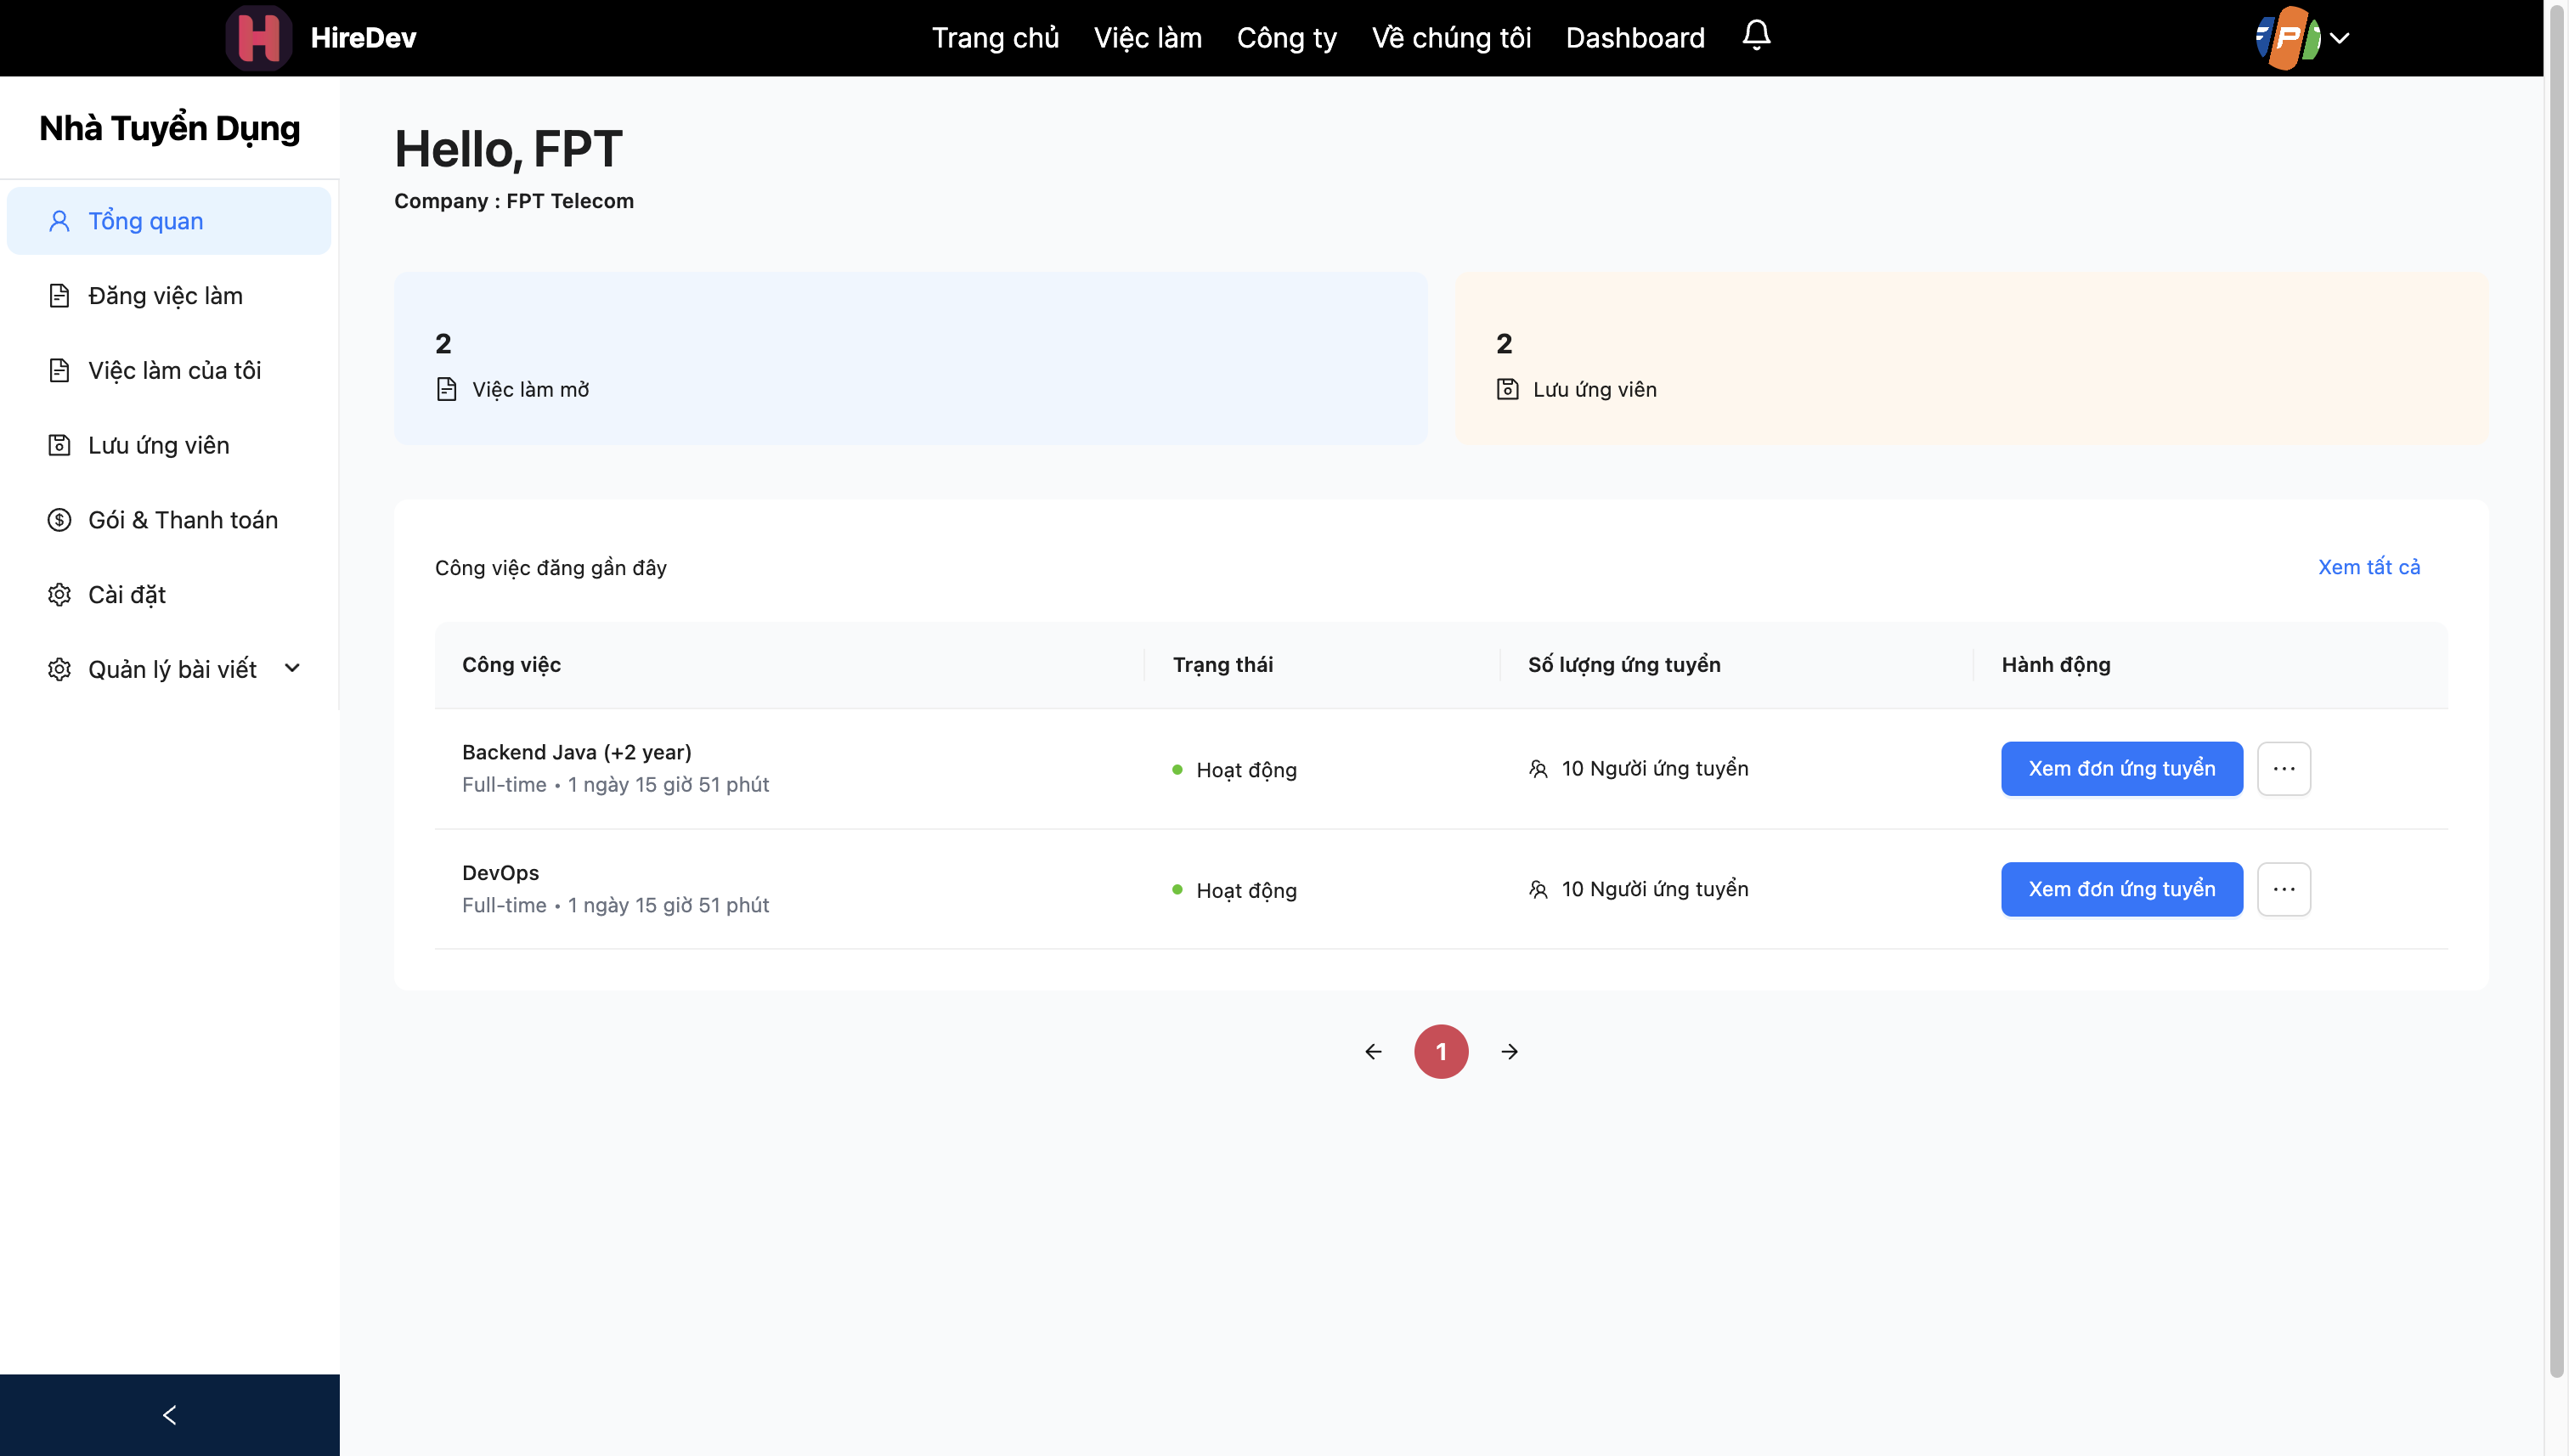 H HireDev Trang chủ Việc làm Công ty Về chúng tôi Dashboard
Nhà Tuyển Dụng
Tổng quan
Đăng việc làm
Việc làm của tôi
Lưu ứng viên
Gói & Thanh toán
Cài đặt
Quản lý bài viết
Hello, FPT
Company : FPT Telecom
2
Việc làm mở
2
Lưu ứng viên
Công việc đăng gần đây Xem tất cả
Công việc Trạng thái Số lượng ứng tuyển Hành động
Backend Java (+2 year)
Full-time • 1 ngày 15 giờ 51 phút
Hoạt động 10 Người ứng tuyển Xem đơn ứng tuyển ···
DevOps
Full-time • 1 ngày 15 giờ 51 phút
Hoạt động 10 Người ứng tuyển Xem đơn ứng tuyển ···
1